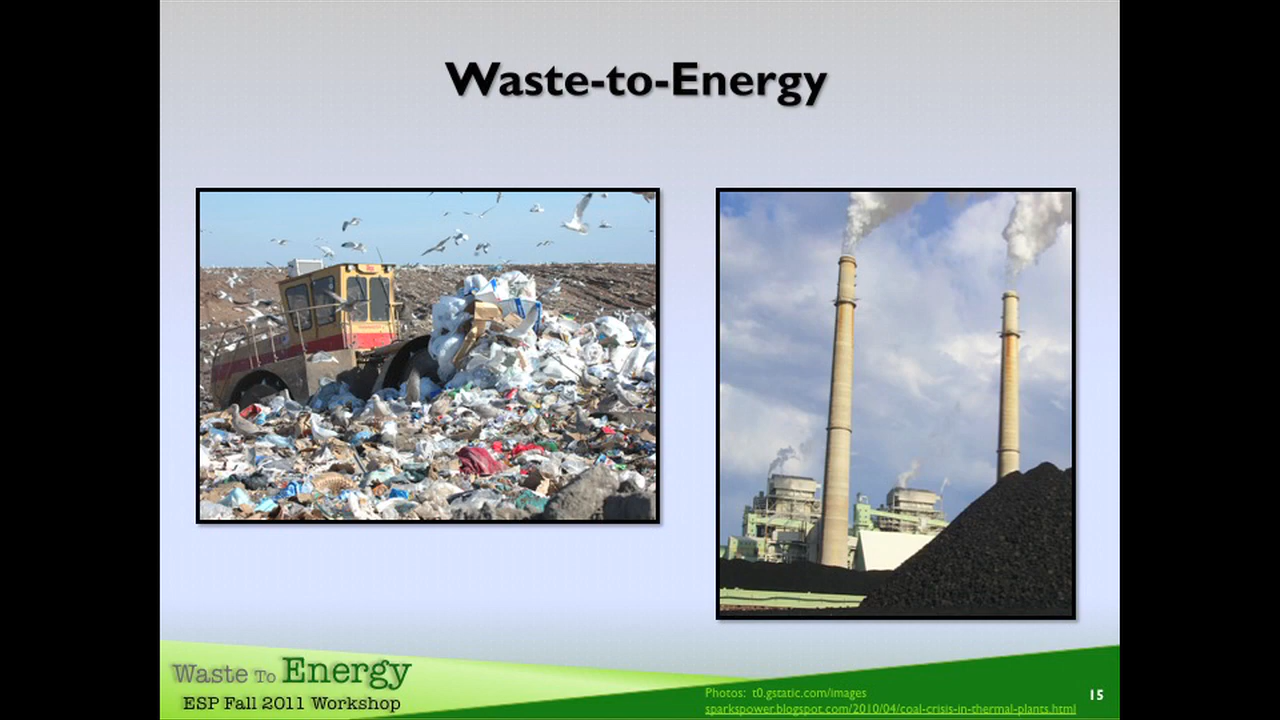 Waste-to-Energy
Waste To Energy
ESP Fall 2011 Workshop
Photos: t0.gstatic.com/images
sparkspower.blogspot.com/2010/04/coal-crisis-in-thermal-plants.html
15